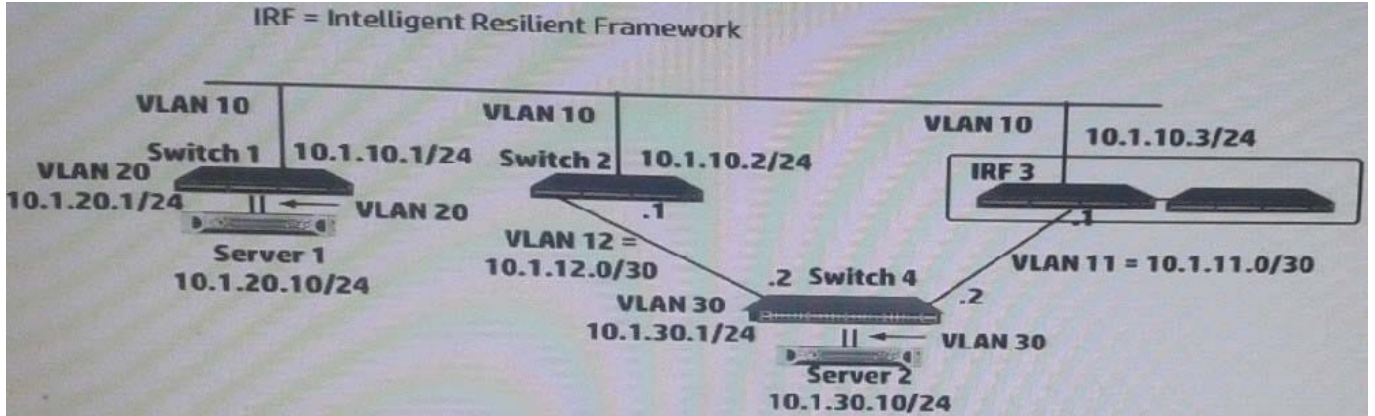 IRF = Intelligent Resilient Framework
VLAN 10
VLAN 10
VLAN 10
10.1.10.3/24
Switch 1
10.1.10.1/24
Switch 2
10.1.10.2/24
IRF 3
VLAN 20
10.1.20.1/24
VLAN 20
.1
.1
Server 1
10.1.20.10/24
VLAN 12 =
10.1.12.0/30
VLAN 11 = 10.1.11.0/30
.2 Switch 4
.2
VLAN 30
10.1.30.1/24
VLAN 30
Server 2
10.1.30.10/24